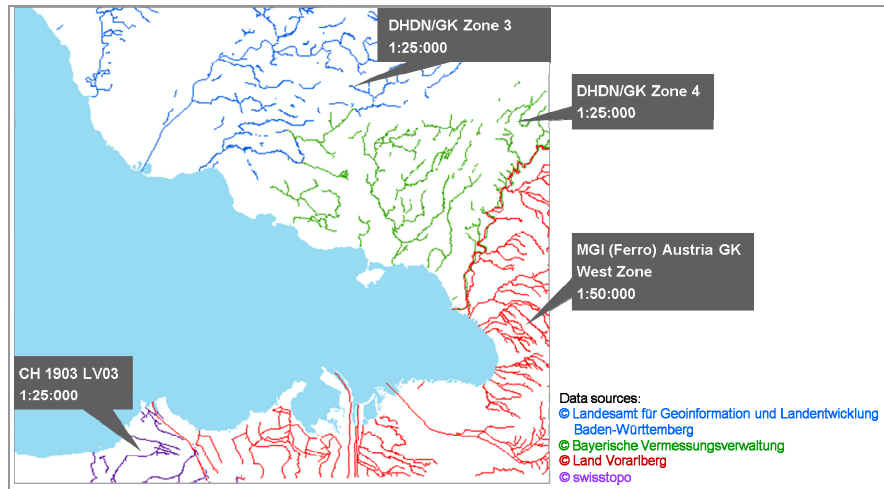 DHDN/GK Zone 3
1:25:000
DHDN/GK Zone 4
1:25:000
MGI (Ferro) Austria GK
West Zone
1:50:000
CH 1903 LV03
1:25:000
Data sources:
© Landesamt für Geoinformation und Landentwicklung
Baden-Württemberg
© Bayerische Vermessungsverwaltung
© Land Vorarlberg
© swisstopo